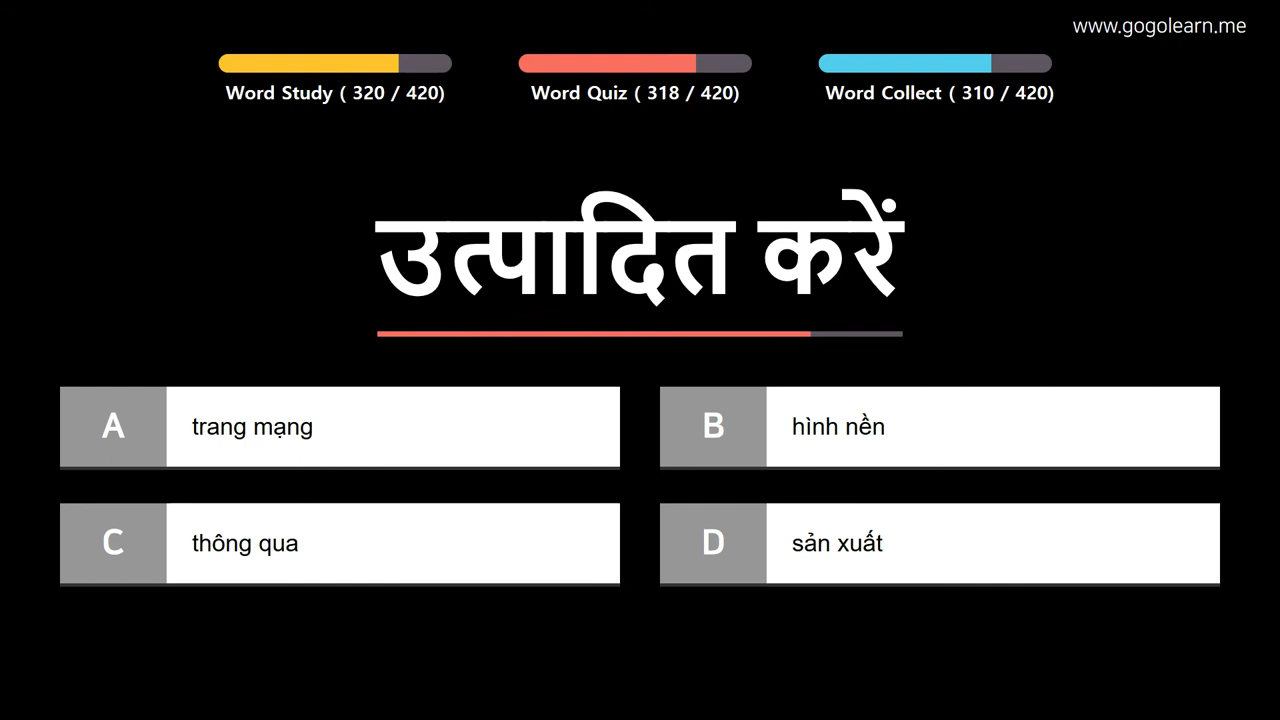 www.gogolearn.me
Word Study ( 320 / 420)
Word Quiz ( 318 / 420)
Word Collect ( 310 / 420)
उत्पादित करें
A trang mạng
B hình nền
C thông qua
D sản xuất